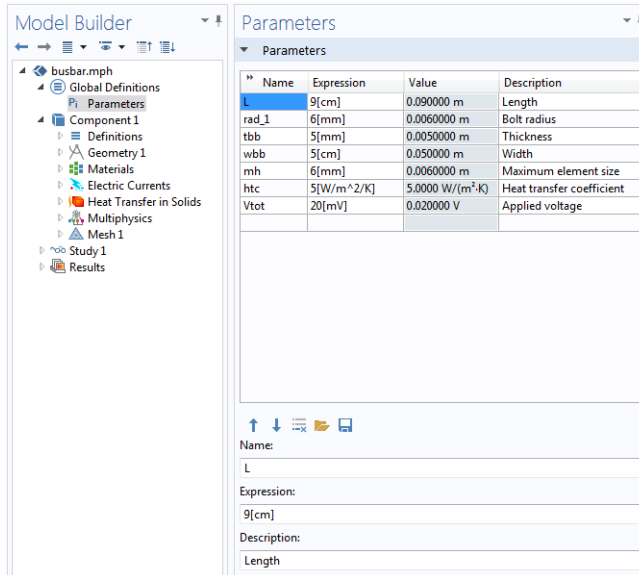 Model Builder
busbar.mph
Global Definitions
Pi Parameters
Component 1
Definitions
Geometry 1
Materials
Electric Currents
Heat Transfer in Solids
Multiphysics
Mesh 1
Study 1
Results
Parameters
Parameters
Name Expression Value Description
L 9[cm] 0.090000 m Length
rad_1 6[mm] 0.0060000 m Bolt radius
tbb 5[mm] 0.0050000 m Thickness
wbb 5[cm] 0.050000 m Width
mh 6[mm] 0.0060000 m Maximum element size
htc 5[W/m^2/K] 5.0000 W/(m²·K) Heat transfer coefficient
Vtot 20[mV] 0.020000 V Applied voltage
Name:
L
Expression:
9[cm]
Description:
Length